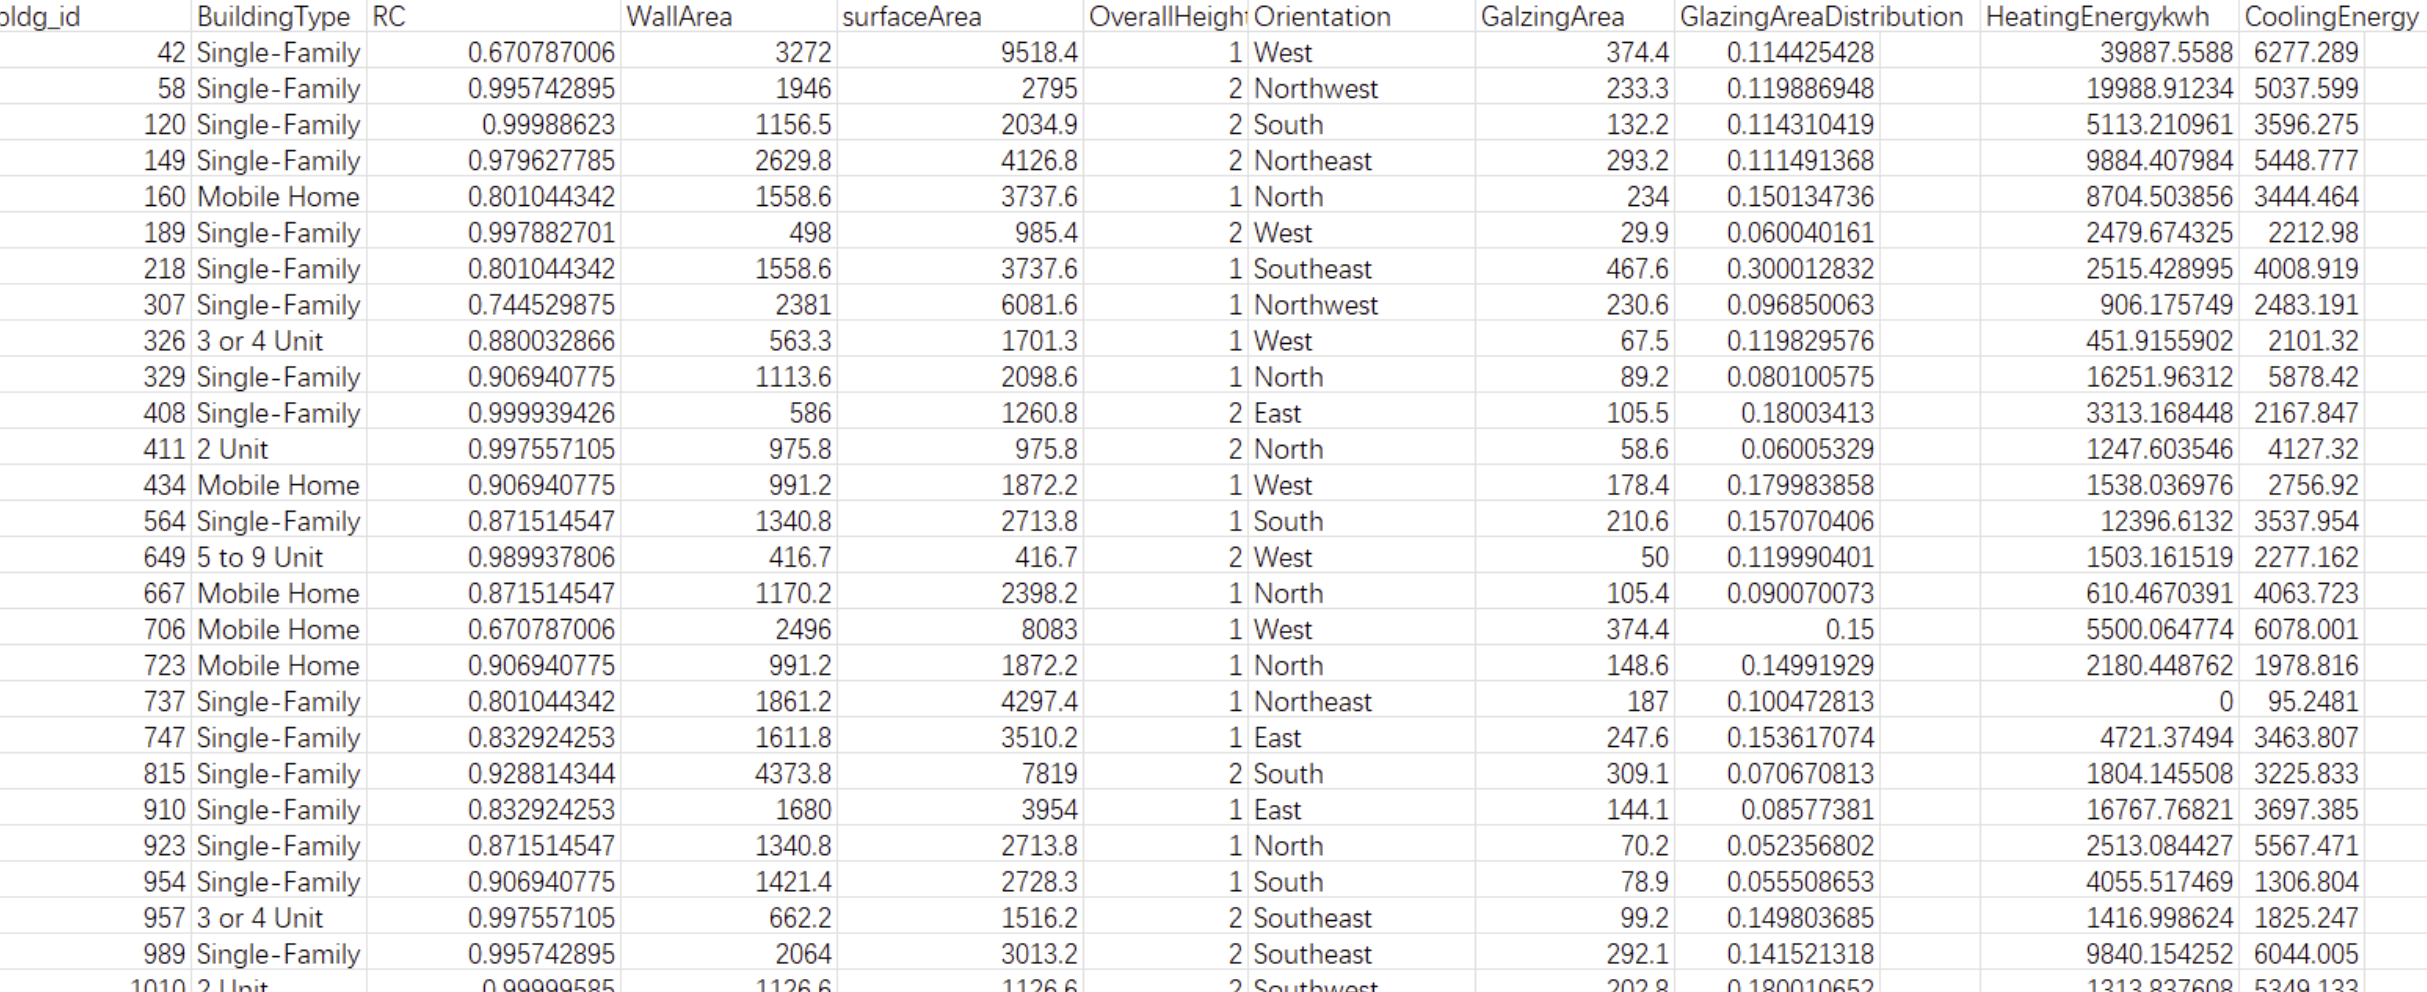 bldg_id BuildingType RC WallArea surfaceArea OverallHeight Orientation GalzingArea GlazingAreaDistribution HeatingEnergykwh CoolingEnergy
42 Single-Family 0.670787006 3272 9518.4 1 West 374.4 0.114425428 39887.5588 6277.289
58 Single-Family 0.995742895 1946 2795 2 Northwest 233.3 0.119886948 19988.91234 5037.599
120 Single-Family 0.99988623 1156.5 2034.9 2 South 132.2 0.114310419 5113.210961 3596.275
149 Single-Family 0.979627785 2629.8 4126.8 2 Northeast 293.2 0.111491368 9884.407984 5448.777
160 Mobile Home 0.801044342 1558.6 3737.6 1 North 234 0.150134736 8704.503856 3444.464
189 Single-Family 0.997882701 498 985.4 2 West 29.9 0.060040161 2479.674325 2212.98
218 Single-Family 0.801044342 1558.6 3737.6 1 Southeast 467.6 0.300012832 2515.428995 4008.919
307 Single-Family 0.744529875 2381 6081.6 1 Northwest 230.6 0.096850063 906.175749 2483.191
326 3 or 4 Unit 0.880032866 563.3 1701.3 1 West 67.5 0.119829576 451.9155902 2101.32
329 Single-Family 0.906940775 1113.6 2098.6 1 North 89.2 0.080100575 16251.96312 5878.42
408 Single-Family 0.999939426 586 1260.8 2 East 105.5 0.18003413 3313.168448 2167.847
411 2 Unit 0.997557105 975.8 975.8 2 North 58.6 0.06005329 1247.603546 4127.32
434 Mobile Home 0.906940775 991.2 1872.2 1 West 178.4 0.179983858 1538.036976 2756.92
564 Single-Family 0.871514547 1340.8 2713.8 1 South 210.6 0.157070406 12396.6132 3537.954
649 5 to 9 Unit 0.989937806 416.7 416.7 2 West 50 0.119990401 1503.161519 2277.162
667 Mobile Home 0.871514547 1170.2 2398.2 1 North 105.4 0.090070073 610.4670391 4063.723
706 Mobile Home 0.670787006 2496 8083 1 West 374.4 0.15 5500.064774 6078.001
723 Mobile Home 0.906940775 991.2 1872.2 1 North 148.6 0.14991929 2180.448762 1978.816
737 Single-Family 0.801044342 1861.2 4297.4 1 Northeast 187 0.100472813 0 95.2481
747 Single-Family 0.832924253 1611.8 3510.2 1 East 247.6 0.153617074 4721.37494 3463.807
815 Single-Family 0.928814344 4373.8 7819 2 South 309.1 0.070670813 1804.145508 3225.833
910 Single-Family 0.832924253 1680 3954 1 East 144.1 0.08577381 16767.76821 3697.385
923 Single-Family 0.871514547 1340.8 2713.8 1 North 70.2 0.052356802 2513.084427 5567.471
954 Single-Family 0.906940775 1421.4 2728.3 1 South 78.9 0.055508653 4055.517469 1306.804
957 3 or 4 Unit 0.997557105 662.2 1516.2 2 Southeast 99.2 0.149803685 1416.998624 1825.247
989 Single-Family 0.995742895 2064 3013.2 2 Southeast 292.1 0.141521318 9840.154252 6044.005
1010 2 Unit 0.99999585 1126.6 1126.6 2 Southwest 202.8 0.180010652 1313.837608 5349.133